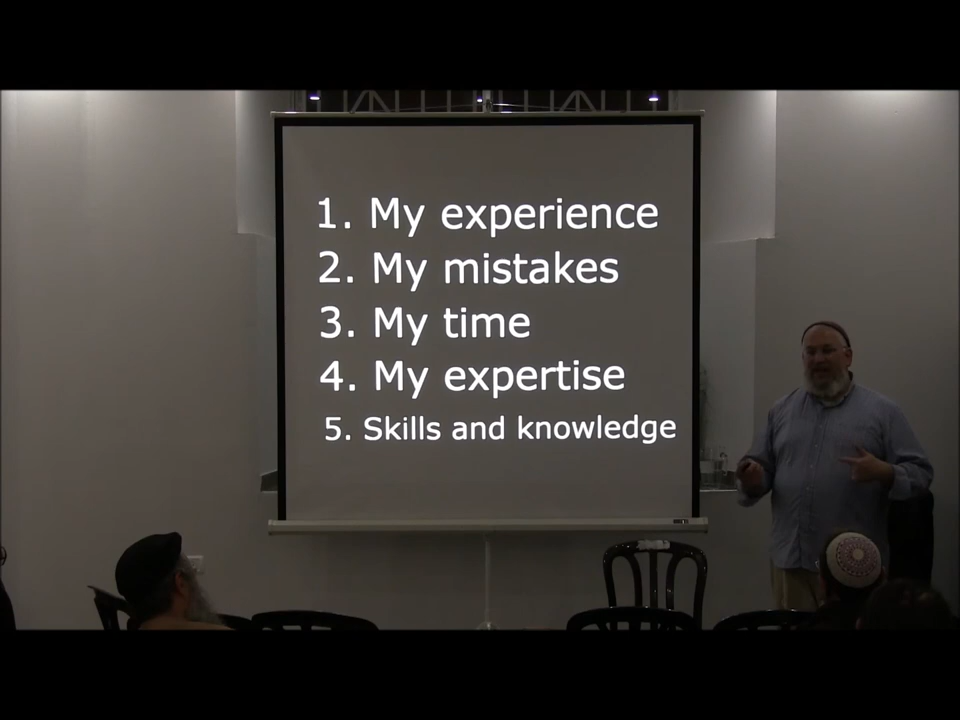 1. My experience
2. My mistakes
3. My time
4. My expertise
5. Skills and knowledge